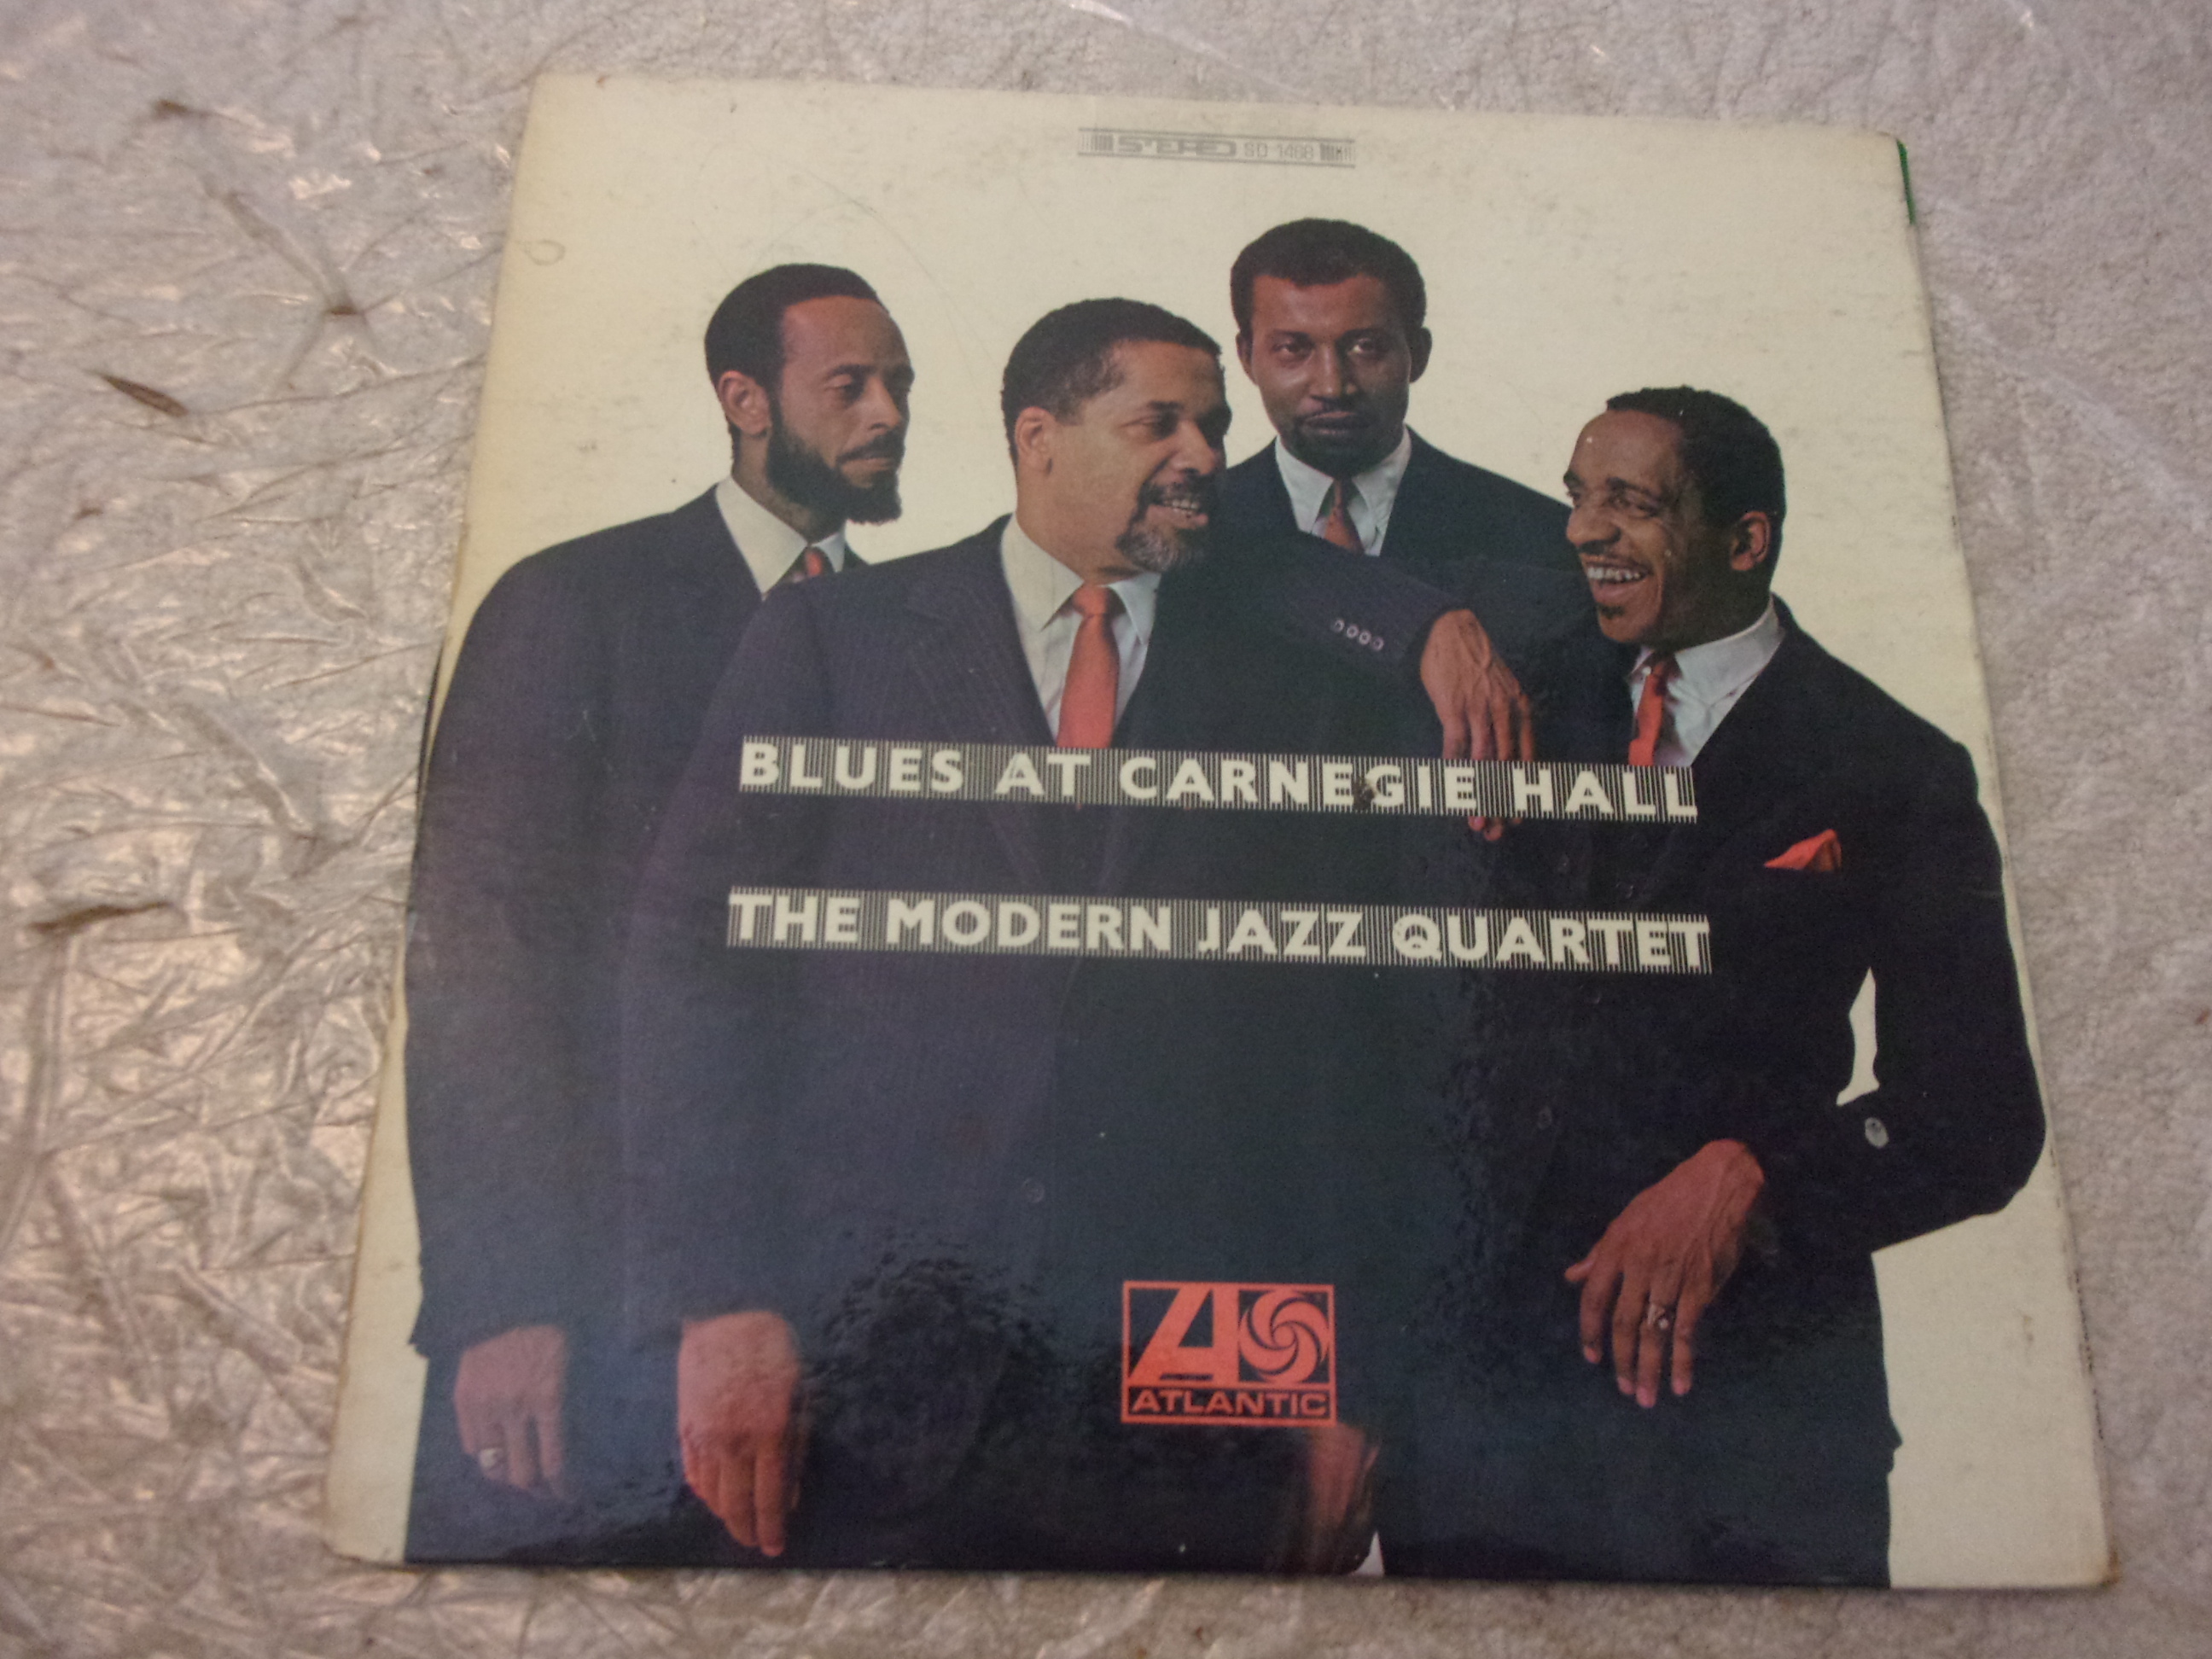 STEREO SD 1468
BLUES AT CARNEGIE HALL
THE MODERN JAZZ QUARTET
ATLANTIC